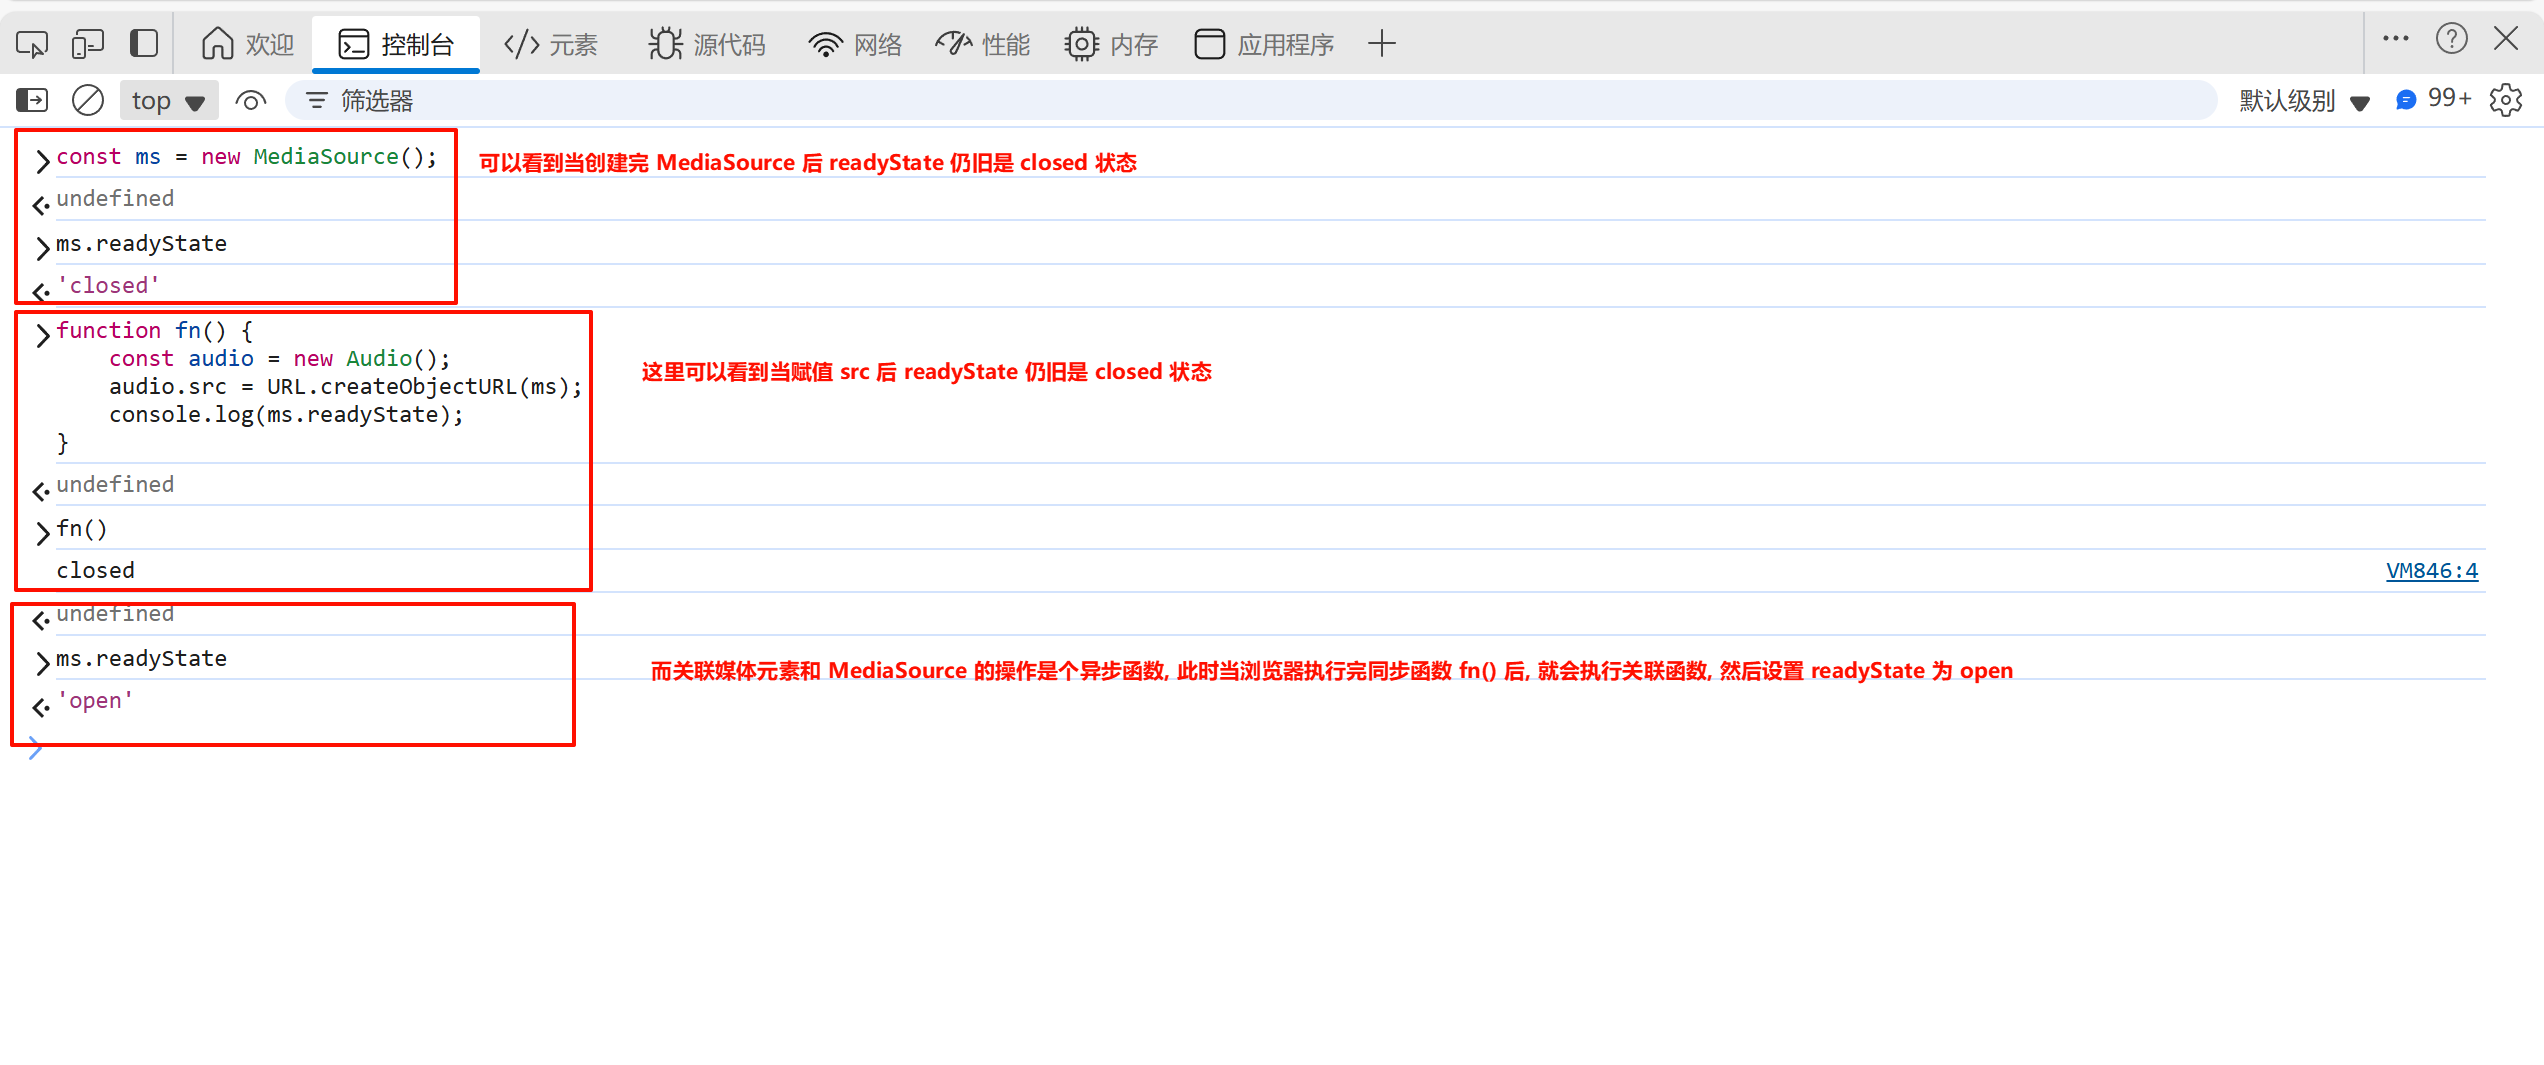 欢迎 控制台 元素 源代码 网络 性能 内存 应用程序
top 筛选器 默认级别 99+
const ms = new MediaSource(); 可以看到当创建完 MediaSource 后 readyState 仍旧是 closed 状态
undefined
ms.readyState
'closed'
function fn() {
    const audio = new Audio();
    audio.src = URL.createObjectURL(ms); 这里可以看到当赋值 src 后 readyState 仍旧是 closed 状态
    console.log(ms.readyState);
}
undefined
fn()
closed VM846:4
undefined
ms.readyState 而关联媒体元素和 MediaSource 的操作是个异步函数, 此时当浏览器执行完同步函数 fn() 后, 就会执行关联函数, 然后设置 readyState 为 open
'open'